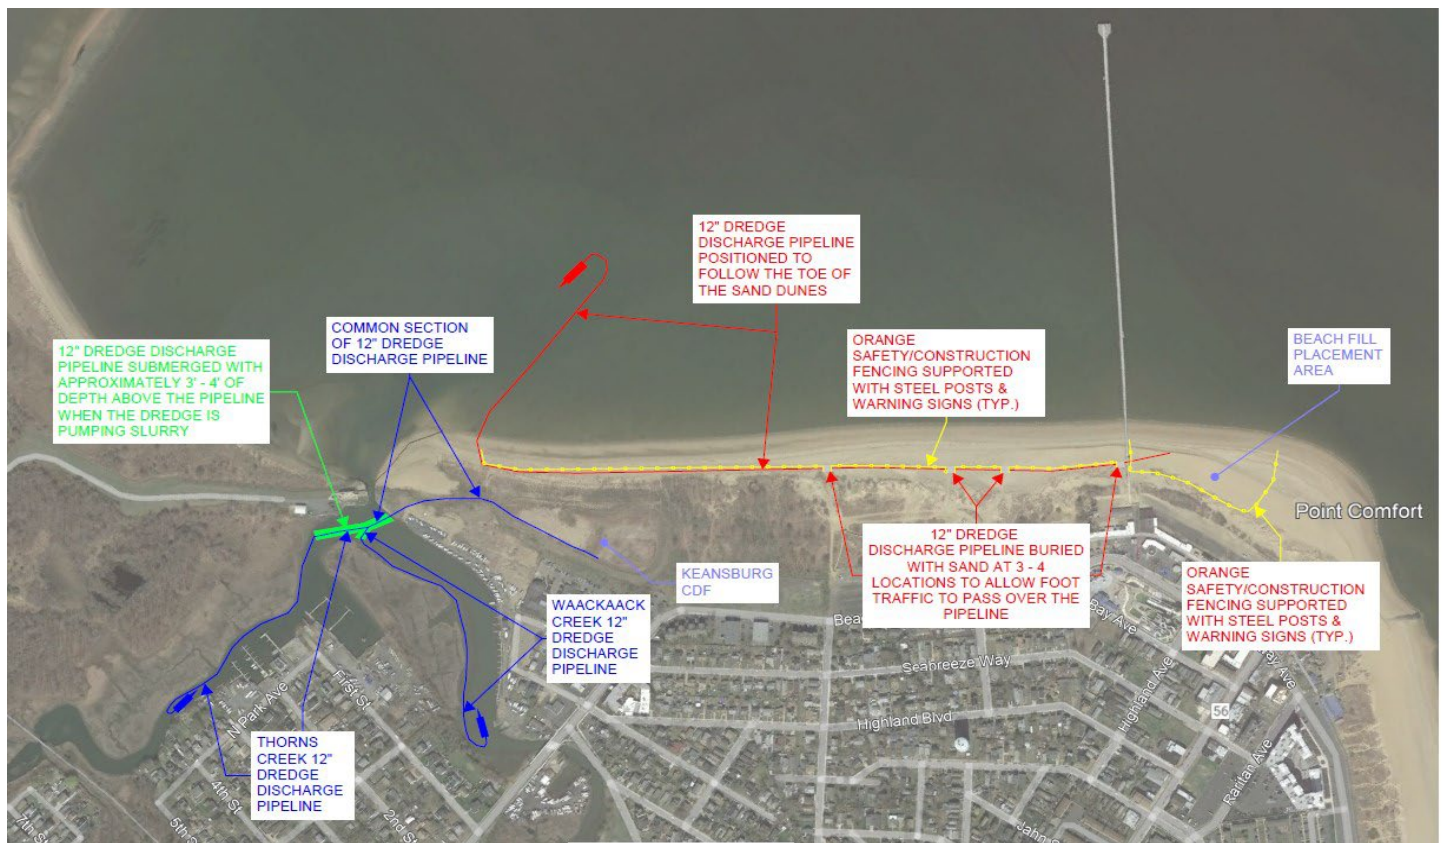 12" DREDGE
DISCHARGE PIPELINE
POSITIONED TO
FOLLOW THE TOE OF
THE SAND DUNES
COMMON SECTION
OF 12" DREDGE
DISCHARGE PIPELINE
12" DREDGE DISCHARGE
PIPELINE SUBMERGED WITH
APPROXIMATELY 3' - 4' OF
DEPTH ABOVE THE PIPELINE
WHEN THE DREDGE IS
PUMPING SLURRY
ORANGE
SAFETY/CONSTRUCTION
FENCING SUPPORTED
WITH STEEL POSTS &
WARNING SIGNS (TYP.)
BEACH FILL
PLACEMENT
AREA
Point Comfort
12" DREDGE
DISCHARGE PIPELINE BURIED
WITH SAND AT 3 - 4
LOCATIONS TO ALLOW FOOT
TRAFFIC TO PASS OVER THE
PIPELINE
KEANSBURG
CDF
ORANGE
SAFETY/CONSTRUCTION
FENCING SUPPORTED
WITH STEEL POSTS &
WARNING SIGNS (TYP.)
WAACKAACK
CREEK 12"
DREDGE
DISCHARGE
PIPELINE
THORNS
CREEK 12"
DREDGE
DISCHARGE
PIPELINE
Bay Ave
Seabreeze Way
Highland Ave
Highland Blvd
56
Raritan Ave
First St
N Park Ave
4th St
2nd St
7th St